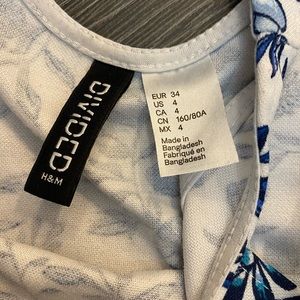 DIVIDED
H&M
EUR 34
US 4
CA 4
CN 160/80A
MX 4
Made in
Bangladesh
Fabriqué en
Bangladesh